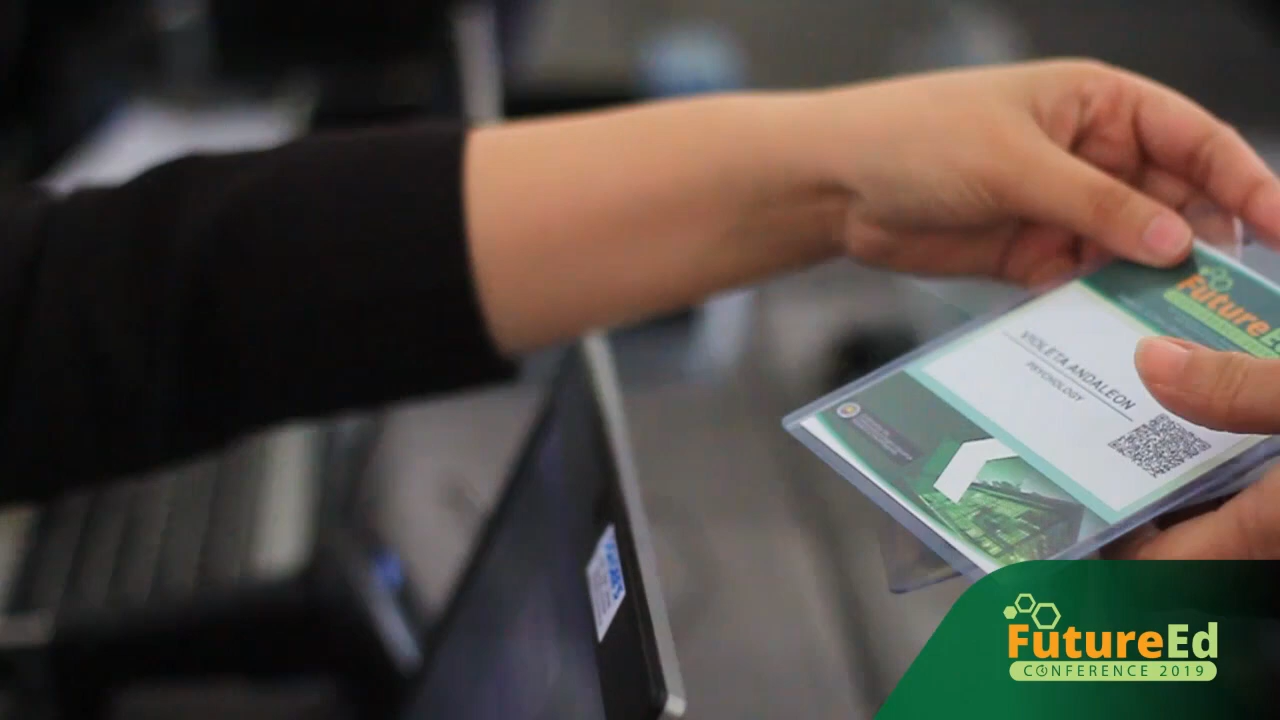 FutureEd
VIOLETA ANDALEON
PSYCHOLOGY
FutureEd
CONFERENCE 2019